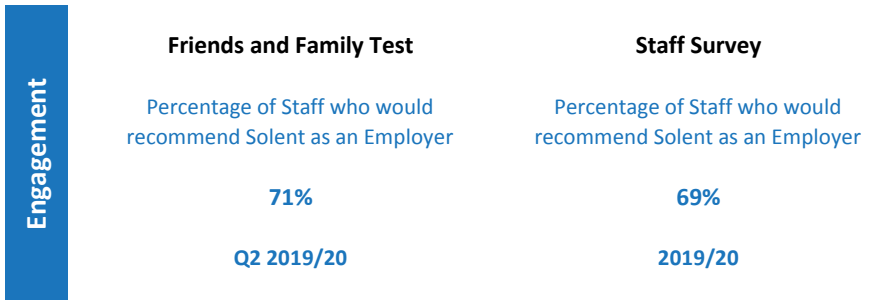 Engagement
Friends and Family Test
Percentage of Staff who would
recommend Solent as an Employer
71%
Q2 2019/20
Staff Survey
Percentage of Staff who would
recommend Solent as an Employer
69%
2019/20